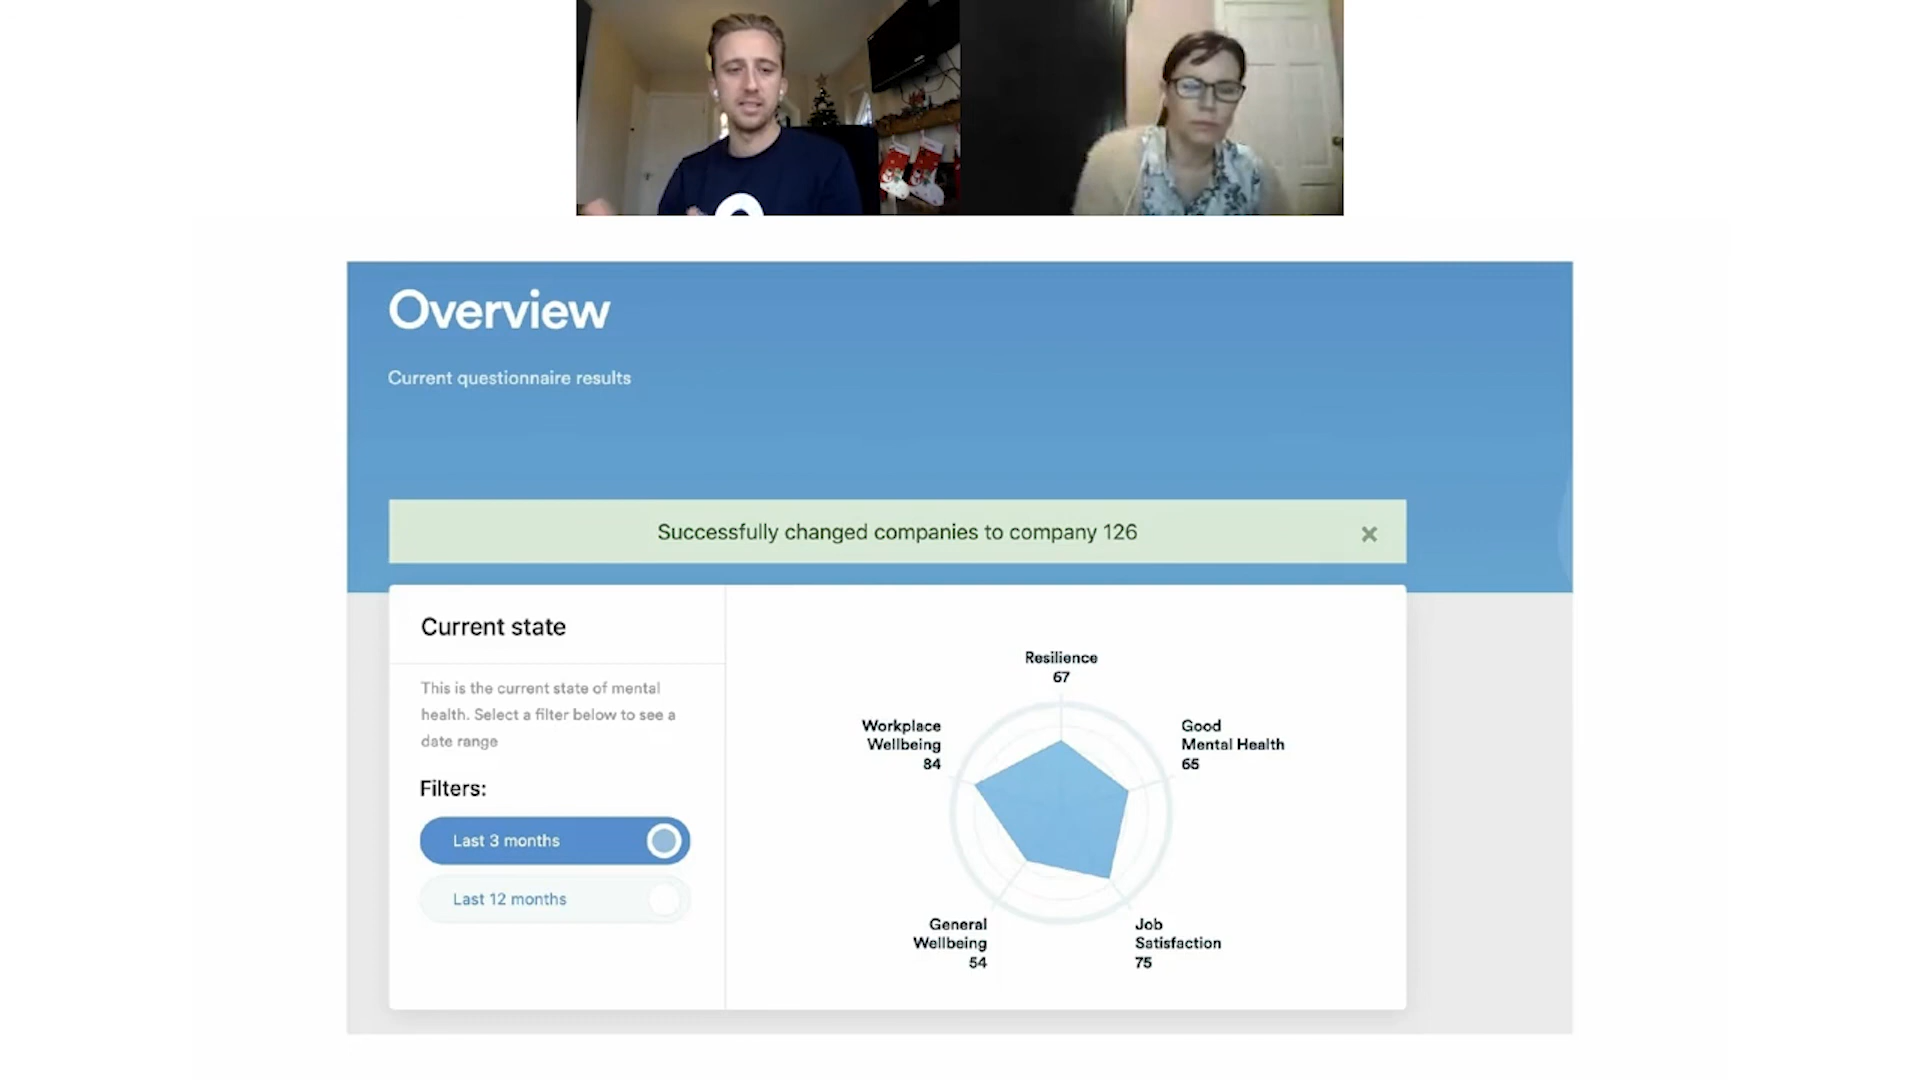 Overview
Current questionnaire results
Successfully changed companies to company 126
Current state
This is the current state of mental
health. Select a filter below to see a
date range
Filters:
Last 3 months
Last 12 months
Resilience
67
Good
Mental Health
65
Job
Satisfaction
75
General
Wellbeing
54
Workplace
Wellbeing
84